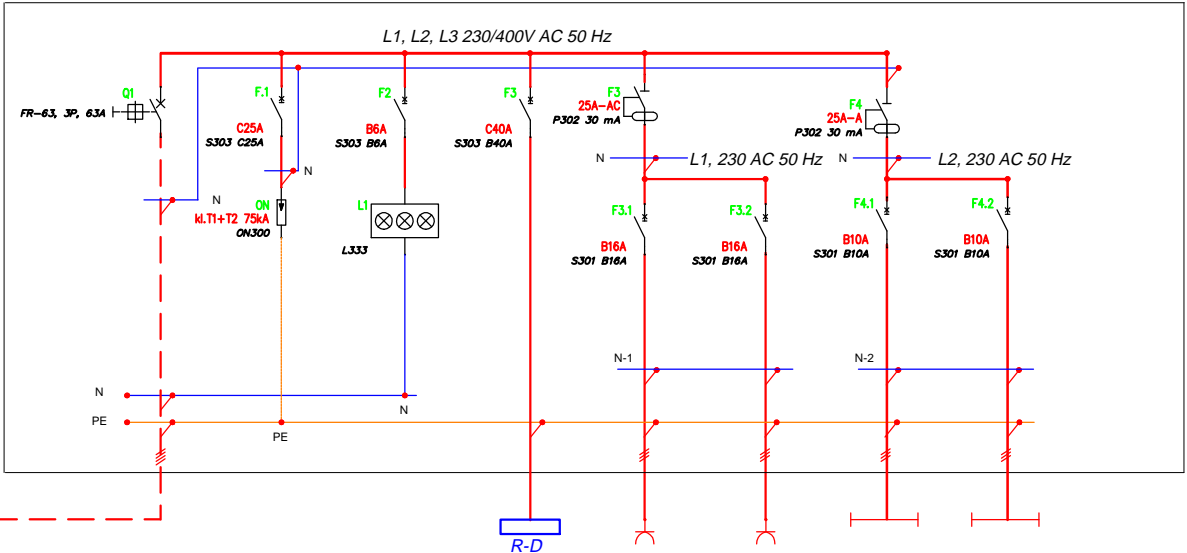 L1, L2, L3 230/400V AC 50 Hz
Q1
FR-63, 3P, 63A
F.1
C25A
S303 C25A
F2
B6A
S303 B6A
F3
C40A
S303 B40A
F3
25A-AC
P302 30 mA
F4
25A-A
P302 30 mA
N
N
L1, 230 AC 50 Hz
N
L2, 230 AC 50 Hz
N
ON
kl.T1+T2 75kA
ON300
L1
L333
F3.1
B16A
S301 B16A
F3.2
B16A
S301 B16A
F4.1
B10A
S301 B10A
F4.2
B10A
S301 B10A
N-1
N-2
N
N
PE
PE
R-D